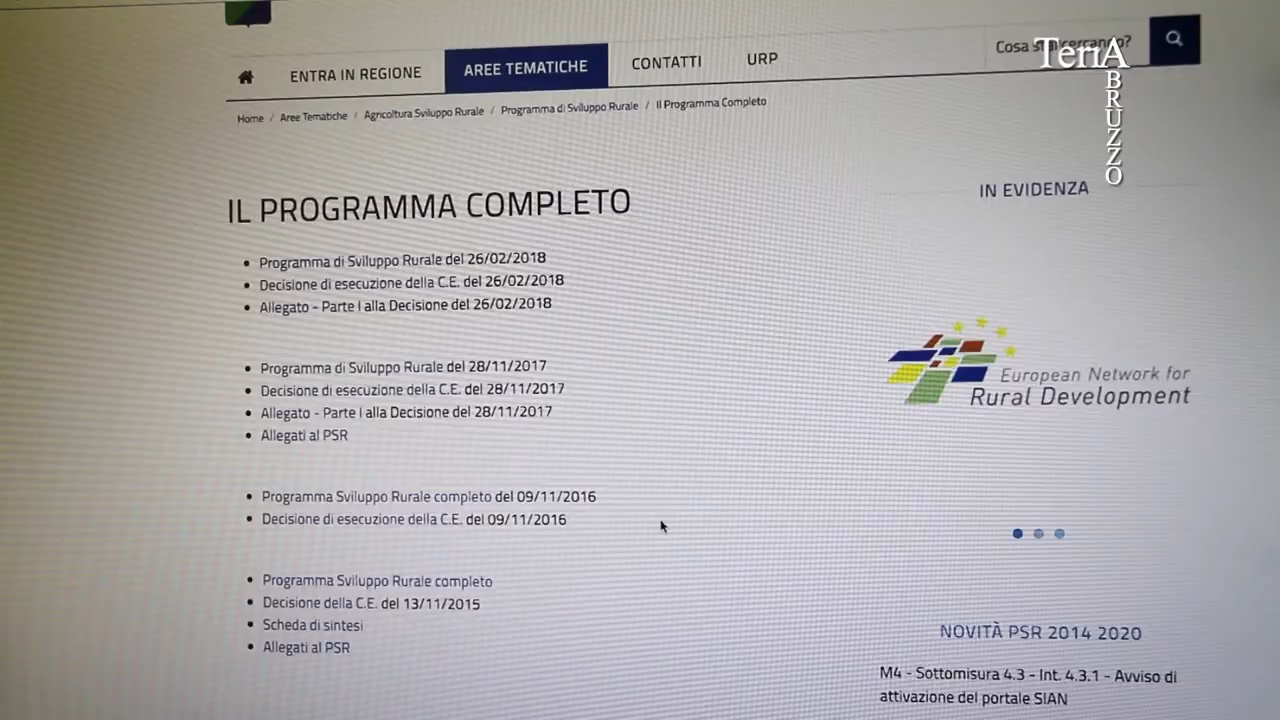 ENTRA IN REGIONE
AREE TEMATICHE
CONTATTI
URP
Cosa
TeriA
BRUZZO
Home / Aree Tematiche / Agricoltura Sviluppo Rurale / Programma di Sviluppo Rurale / Il Programma Completo
IL PROGRAMMA COMPLETO
Programma di Sviluppo Rurale del 26/02/2018
Decisione di esecuzione della C.E. del 26/02/2018
Allegato - Parte I alla Decisione del 26/02/2018
Programma di Sviluppo Rurale del 28/11/2017
Decisione di esecuzione della C.E. del 28/11/2017
Allegato - Parte I alla Decisione del 28/11/2017
Allegati al PSR
Programma Sviluppo Rurale completo del 09/11/2016
Decisione di esecuzione della C.E. del 09/11/2016
Programma Sviluppo Rurale completo
Decisione della C.E. del 13/11/2015
Scheda di sintesi
Allegati al PSR
IN EVIDENZA
European Network for
Rural Development
NOVITÀ PSR 2014 2020
M4 - Sottomisura 4.3 - Int. 4.3.1 - Avviso di
attivazione del portale SIAN